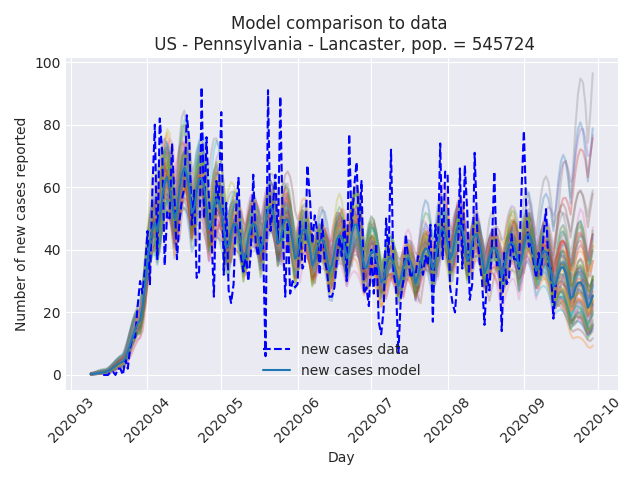 Model comparison to data
US - Pennsylvania - Lancaster, pop. = 545724
Number of new cases reported
100
80
60
40
20
0
new cases data
new cases model
2020-03
2020-04
2020-05
2020-06
2020-07
2020-08
2020-09
2020-10
Day